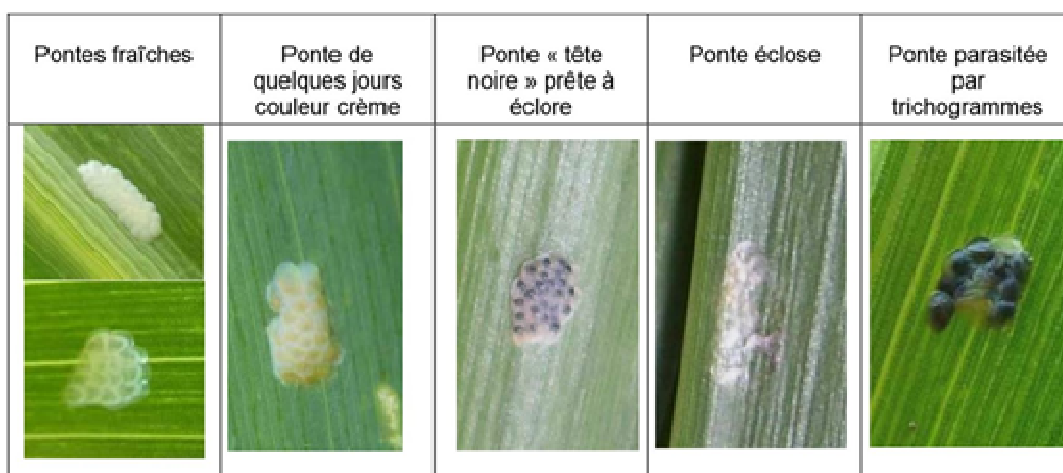 Pontes fraîches
Ponte de
quelques jours
couleur crème
Ponte « tête
noire » prête à
éclore
Ponte éclose
Ponte parasitée
par
trichogrammes